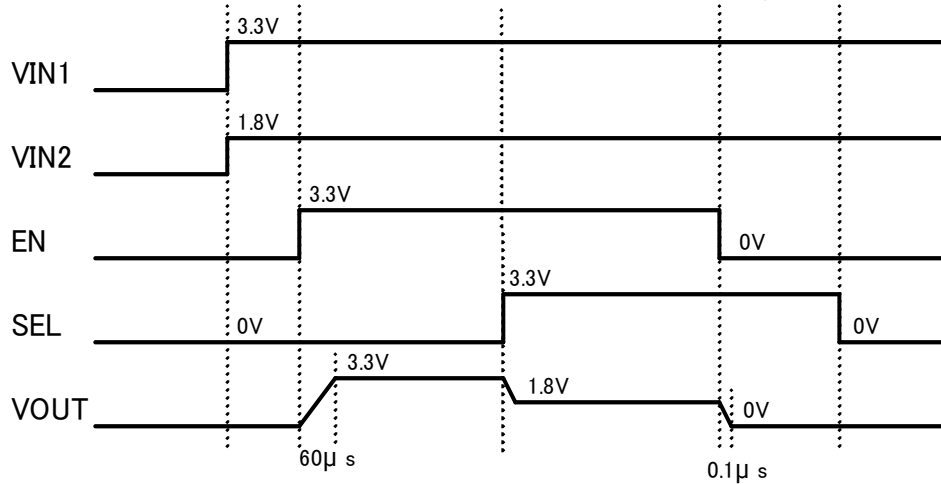 3.3V
VIN1
1.8V
VIN2
3.3V
EN
0V
3.3V
SEL
0V
0V
3.3V
1.8V
VOUT
0V
60μ s
0.1μ s